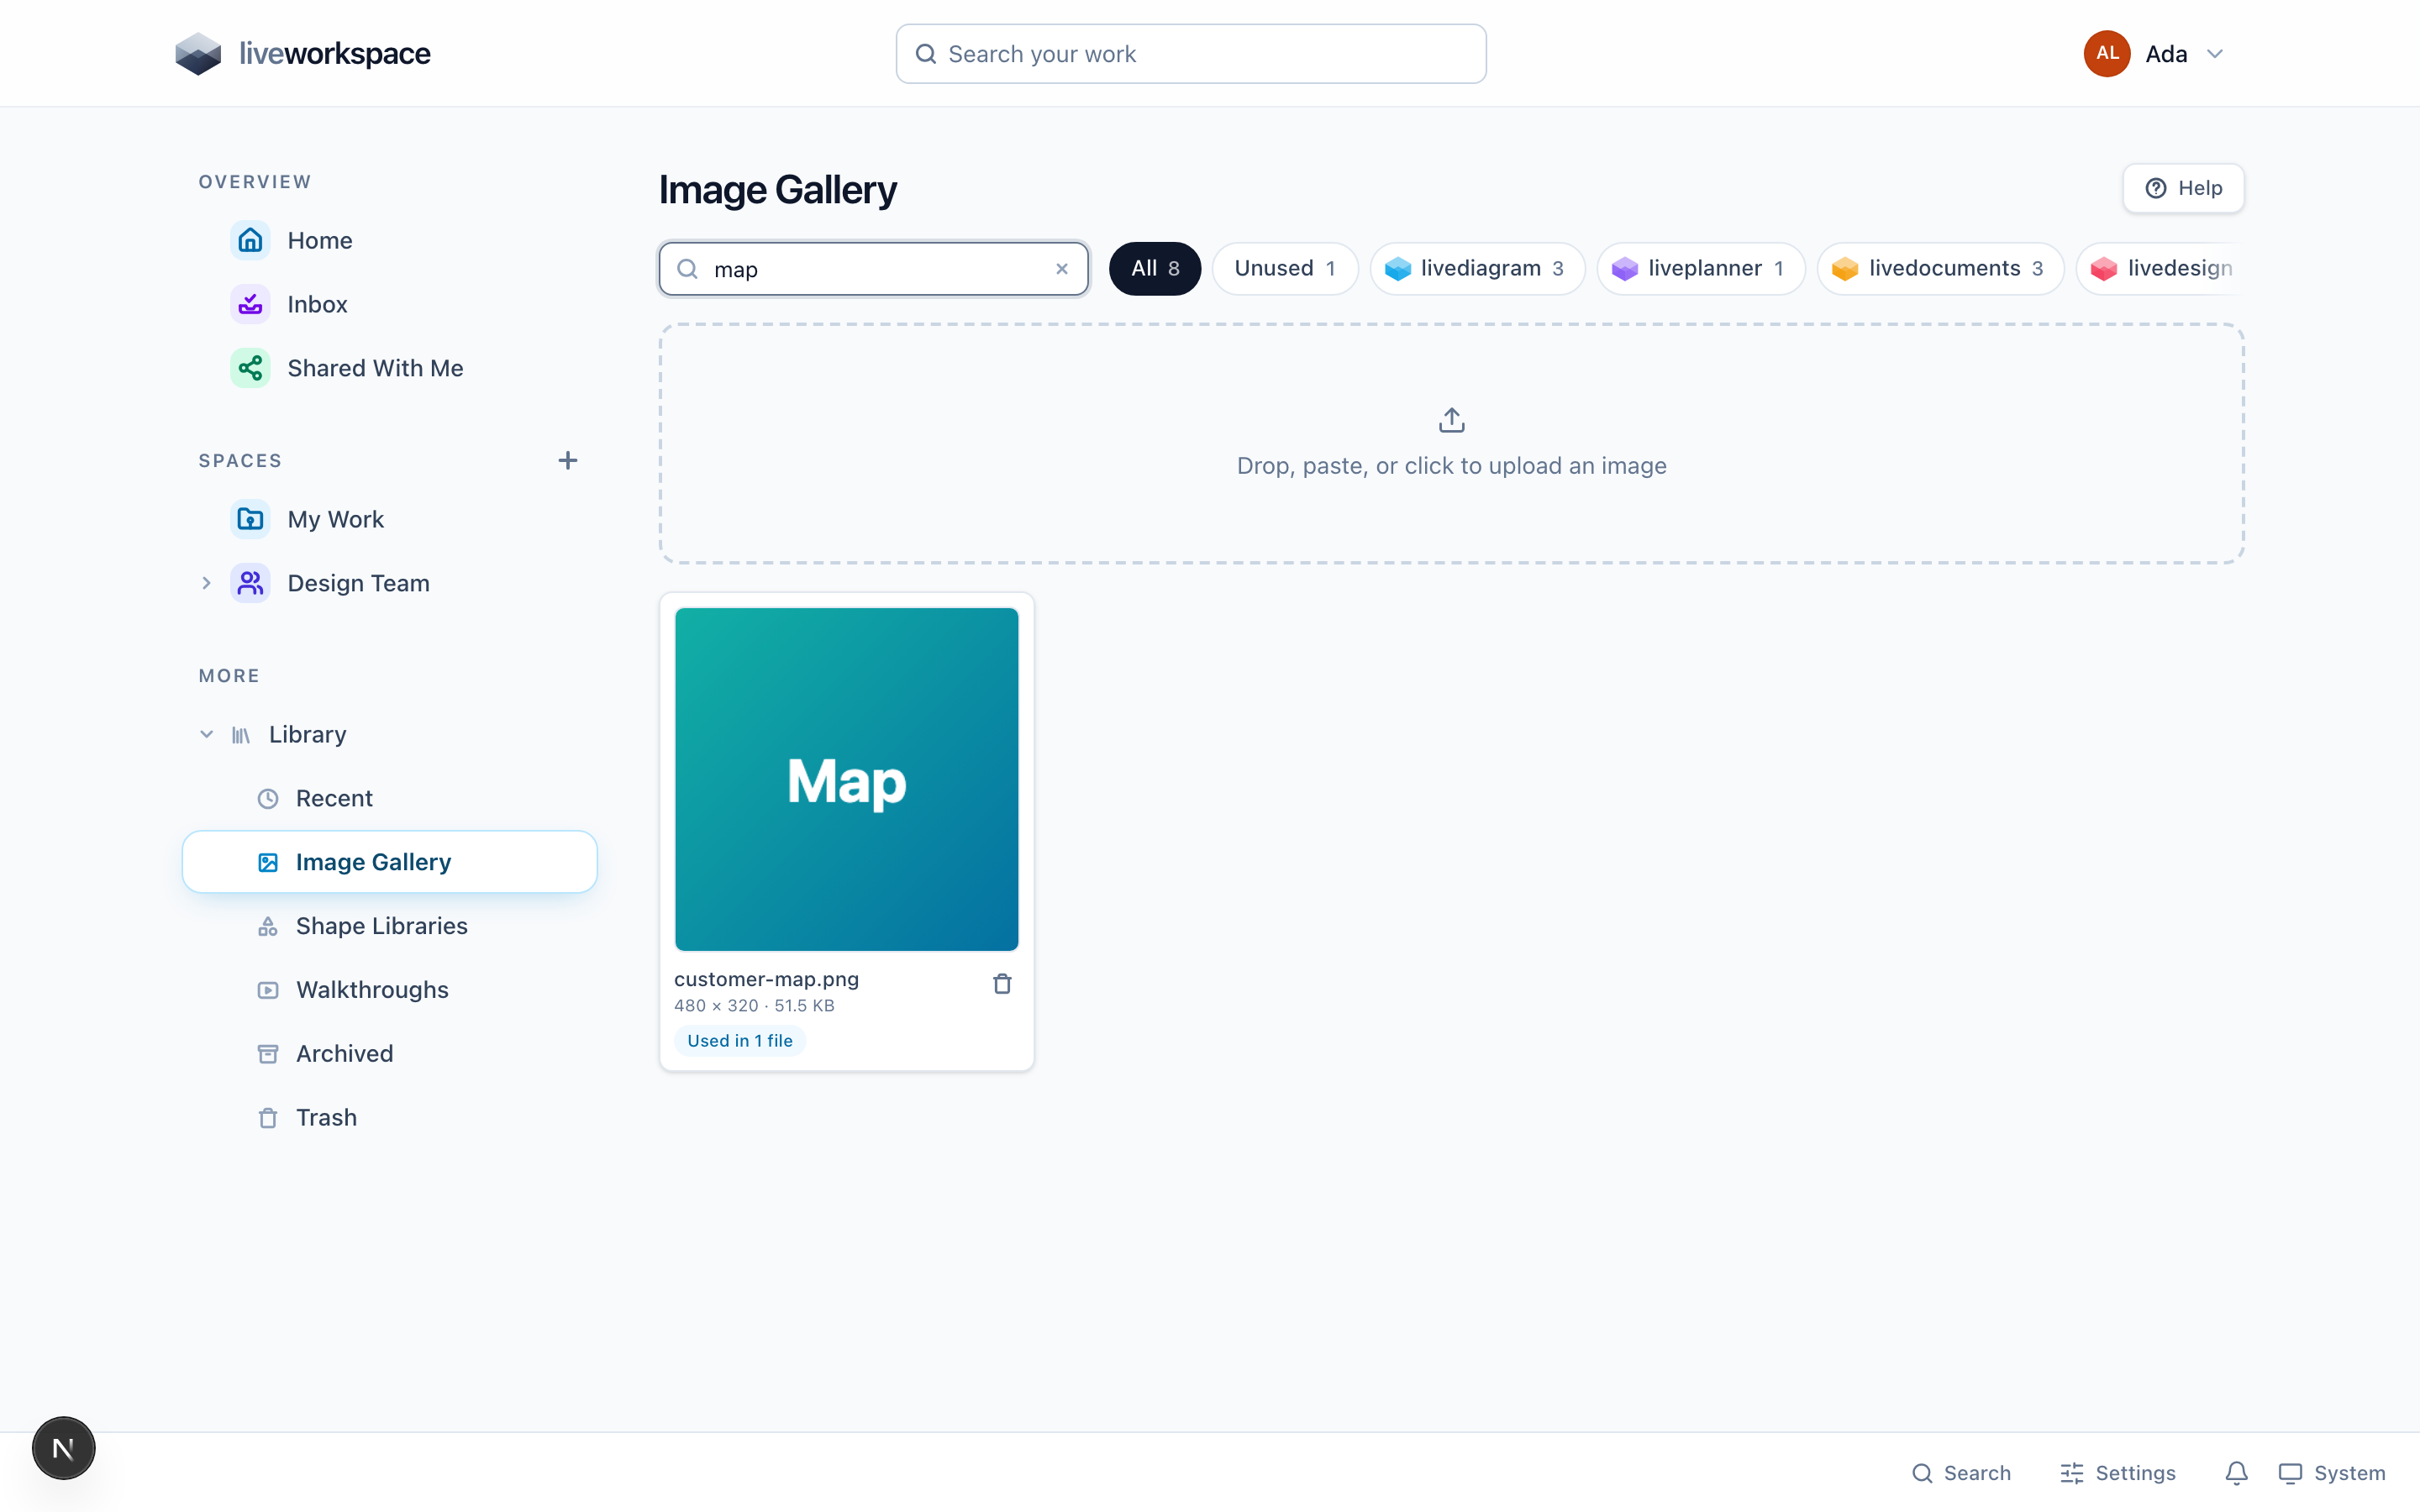 liveworkspace
Search your work
AL
Ada
OVERVIEW
Home
Inbox
Shared With Me
SPACES
My Work
Design Team
MORE
Library
Recent
Image Gallery
Shape Libraries
Walkthroughs
Archived
Trash
Image Gallery
Help
map
All 8
Unused 1
livediagram 3
liveplanner 1
livedocuments 3
livedesign
Drop, paste, or click to upload an image
Map
customer-map.png
480 × 320 · 51.5 KB
Used in 1 file
N
Search
Settings
System